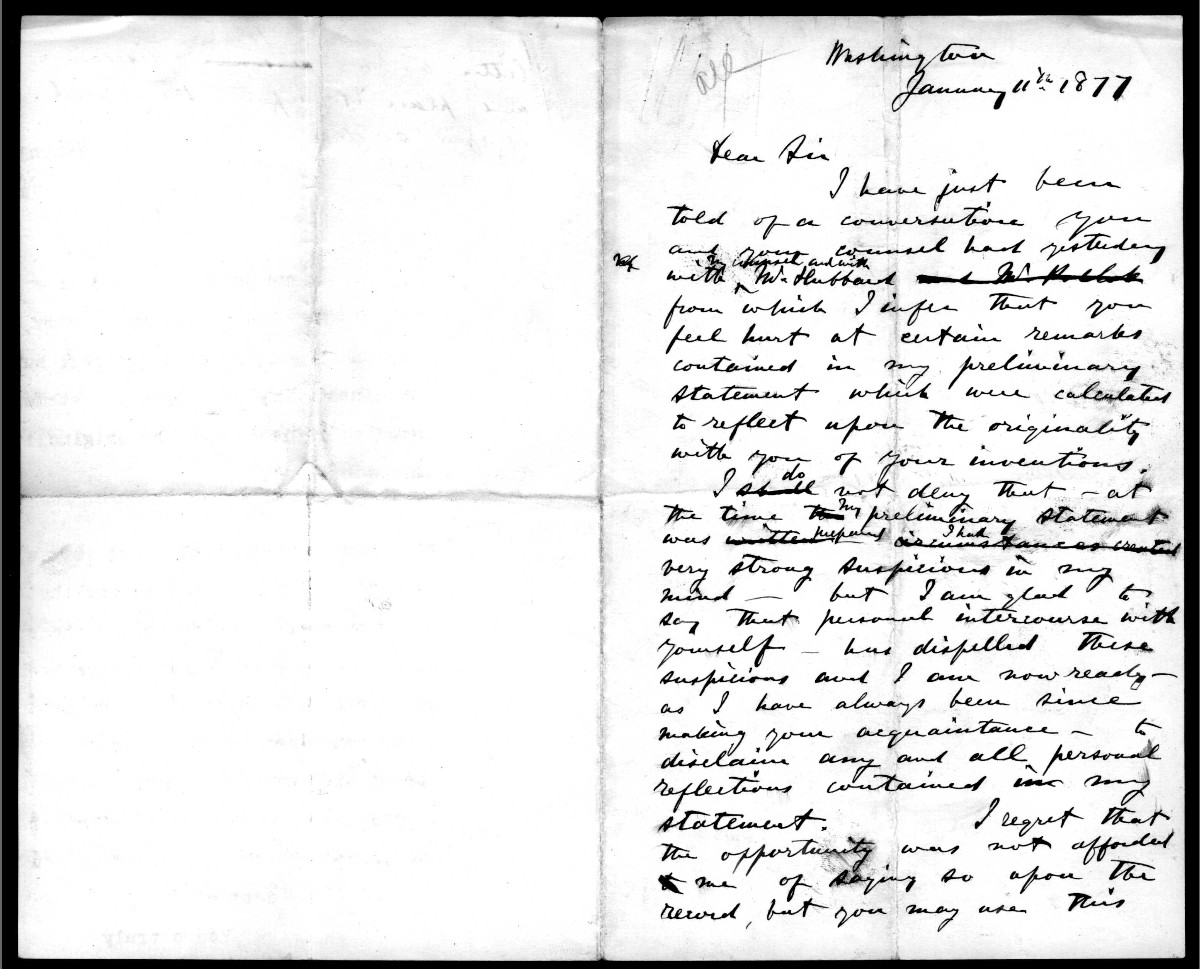 Washington
January 11th 1877
Dear Sir
I have just been
told of a conversation you
and your counsel had yesterday
my counsel and with
with Mr. Hubbard and Mr. Pollok
from which I infer that you
feel hurt at certain remarks
contained in my preliminary
statement which were calculated
to reflect upon the originality
with you of your inventions.
do
I shall not deny that - at
my
the time the preliminary statement
prepared I had
was written circumstances created
very strong suspicions in my
mind — but I am glad to
say that personal intercourse with
yourself — has dispelled these
suspicions and I am now ready —
as I have always been since
making your acquaintance — to
disclaim any and all personal
reflections contained in my
statement. I regret that
the opportunity was not afforded
to me of saying so upon the
record, but you may use this